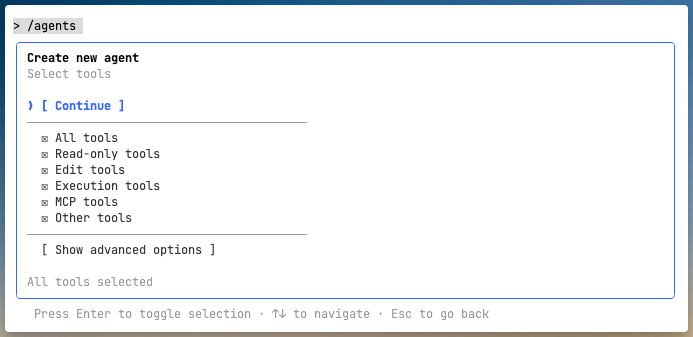 > /agents
Create new agent
Select tools
❯ [ Continue ]
☒ All tools
☒ Read-only tools
☒ Edit tools
☒ Execution tools
☒ MCP tools
☒ Other tools
[ Show advanced options ]
All tools selected
Press Enter to toggle selection · ↑↓ to navigate · Esc to go back